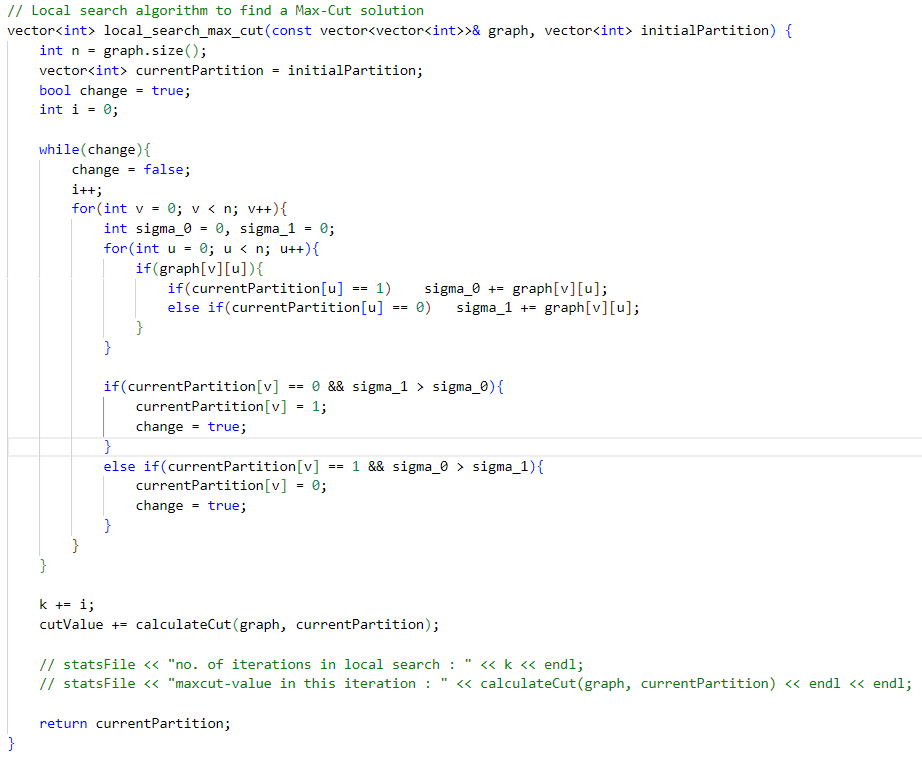 // Local search algorithm to find a Max-Cut solution
vector<int> local_search_max_cut(const vector<vector<int>>& graph, vector<int> initialPartition) {
    int n = graph.size();
    vector<int> currentPartition = initialPartition;
    bool change = true;
    int i = 0;

    while(change){
        change = false;
        i++;
        for(int v = 0; v < n; v++){
            int sigma_0 = 0, sigma_1 = 0;
            for(int u = 0; u < n; u++){
                if(graph[v][u]){
                    if(currentPartition[u] == 1)    sigma_0 += graph[v][u];
                    else if(currentPartition[u] == 0)   sigma_1 += graph[v][u];
                }
            }

            if(currentPartition[v] == 0 && sigma_1 > sigma_0){
                currentPartition[v] = 1;
                change = true;
            }
            else if(currentPartition[v] == 1 && sigma_0 > sigma_1){
                currentPartition[v] = 0;
                change = true;
            }
        }
    }

    k += i;
    cutValue += calculateCut(graph, currentPartition);

    // statsFile << "no. of iterations in local search : " << k << endl;
    // statsFile << "maxcut-value in this iteration : " << calculateCut(graph, currentPartition) << endl << endl;

    return currentPartition;
}